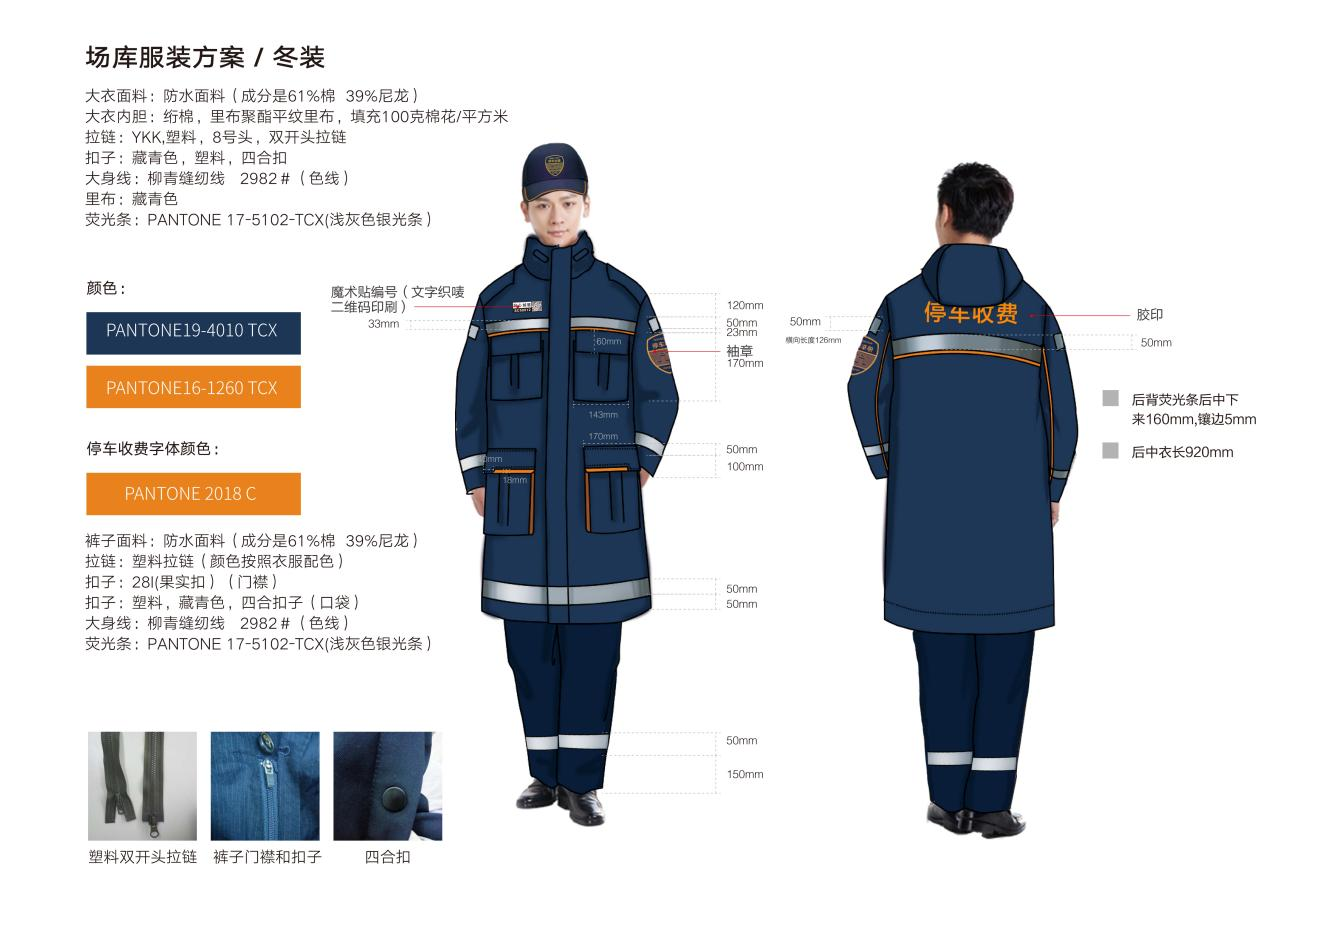 场库服装方案 / 冬装
大衣面料：防水面料（成分是61%棉 39%尼龙）
大衣内胆：绗棉，里布聚酯平纹里布，填充100克棉花/平方米
拉链：YKK,塑料，8号头，双开头拉链
扣子：藏青色，塑料，四合扣
大身线：柳青缝纫线 2982＃（色线）
里布：藏青色
荧光条：PANTONE 17-5102-TCX(浅灰色银光条）
颜色：
PANTONE19-4010 TCX
PANTONE16-1260 TCX
停车收费字体颜色：
PANTONE 2018 C
裤子面料：防水面料（成分是61%棉 39%尼龙）
拉链：塑料拉链（颜色按照衣服配色）
扣子：28I(果实扣）（门襟）
扣子：塑料，藏青色，四合扣子（口袋）
大身线：柳青缝纫线 2982＃（色线）
荧光条：PANTONE 17-5102-TCX(浅灰色银光条）
塑料双开头拉链
裤子门襟和扣子
四合扣
魔术贴编号（文字织唛
二维码印刷）
33mm
60mm
143mm
170mm
18mm
120mm
50mm
23mm
袖章
170mm
50mm
100mm
50mm
50mm
50mm
150mm
50mm
横向长度126mm
停车收费
胶印
50mm
后背荧光条后中下
来160mm,镶边5mm
后中衣长920mm